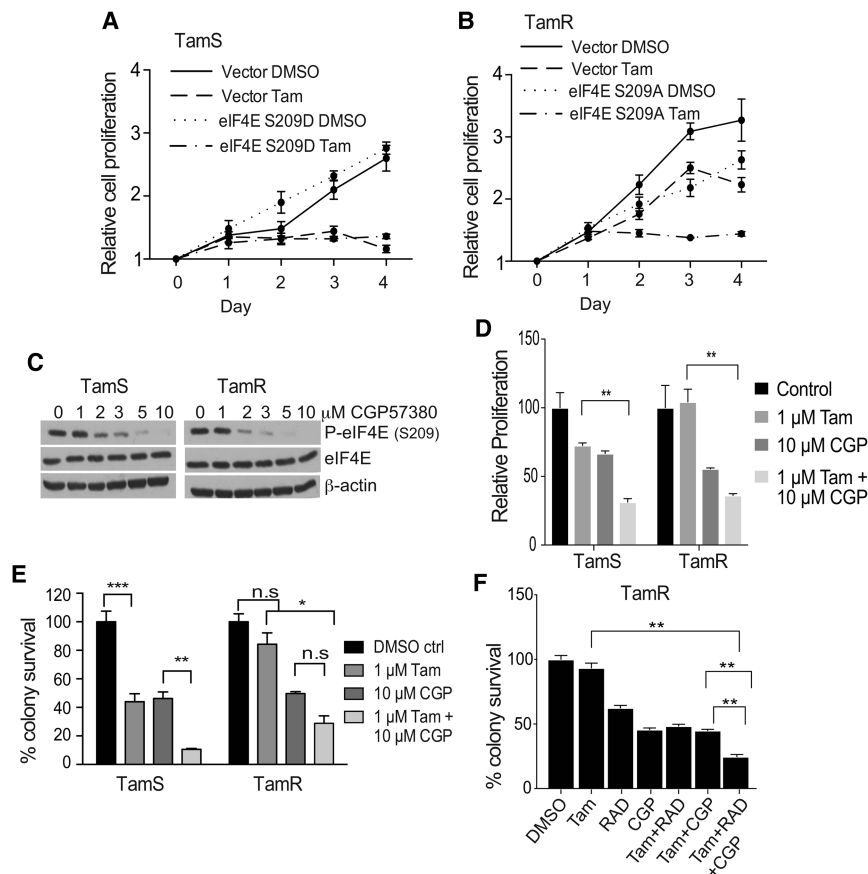 A
TamS
Vector DMSO
Vector Tam
eIF4E S209D DMSO
eIF4E S209D Tam
Relative cell proliferation
4
3
2
1
0 1 2 3 4
Day
B
TamR
Vector DMSO
Vector Tam
eIF4E S209A DMSO
eIF4E S209A Tam
Relative cell proliferation
4
3
2
1
0 1 2 3 4
Day
C
TamS TamR
0 1 2 3 5 10 0 1 2 3 5 10 μM CGP57380
P-eIF4E (S209)
eIF4E
β-actin
D
Relative Proliferation
150
100
50
0
** **
TamS TamR
Control
1 μM Tam
10 μM CGP
1 μM Tam +
10 μM CGP
E
% colony survival
120
100
80
60
40
20
0
*** ** n.s * n.s
TamS TamR
DMSO ctrl
1 μM Tam
10 μM CGP
1 μM Tam +
10 μM CGP
F
TamR
% colony survival
150
100
50
0
**
**
**
DMSO
Tam
RAD
CGP
Tam+RAD
Tam+CGP
Tam+RAD
+CGP